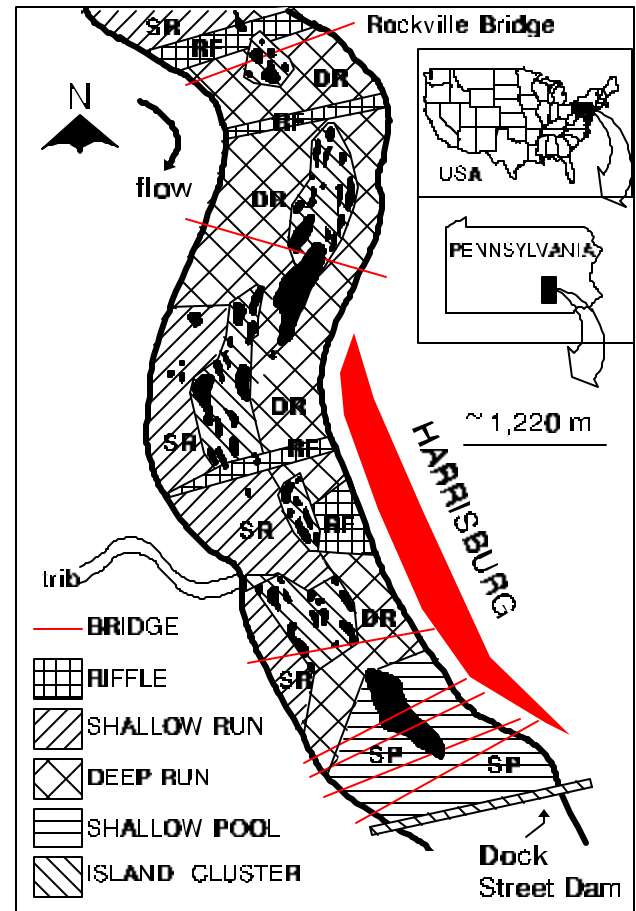 SR
RF
Rockville Bridge
DR
N
RF
flow
DR
USA
PENNSYLVANIA
DR
~ 1,220 m
SR
RF
HARRISBURG
SR
RF
trib
DR
BRIDGE
SR
RIFFLE
SHALLOW RUN
SP
SP
DEEP RUN
SHALLOW POOL
Dock
Street Dam
ISLAND CLUSTER